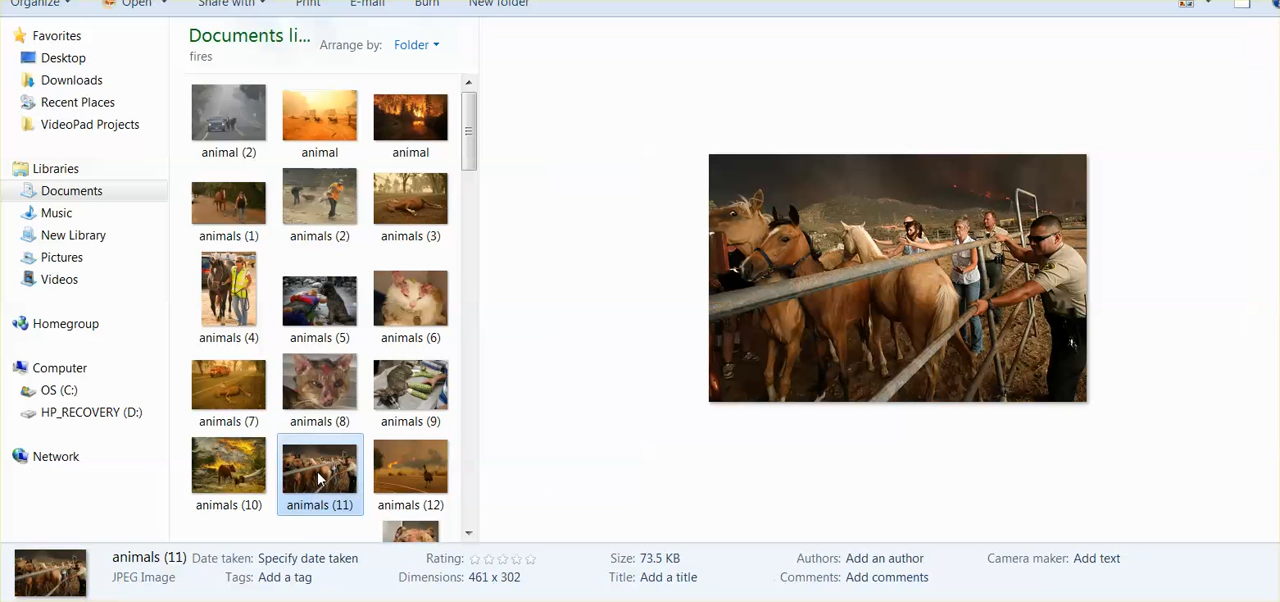 Organize
Open
Share with
Print
E-mail
Burn
New folder
Favorites
Desktop
Downloads
Recent Places
VideoPad Projects
Libraries
Documents
Music
New Library
Pictures
Videos
Homegroup
Computer
OS (C:)
HP_RECOVERY (D:)
Network
Documents li...
fires
Arrange by: Folder
animal (2)
animal
animal
animals (1)
animals (2)
animals (3)
animals (4)
animals (5)
animals (6)
animals (7)
animals (8)
animals (9)
animals (10)
animals (11)
animals (12)
animals (11)
JPEG Image
Date taken: Specify date taken
Tags: Add a tag
Rating:
Dimensions: 461 x 302
Size: 73.5 KB
Title: Add a title
Authors: Add an author
Comments: Add comments
Camera maker: Add text